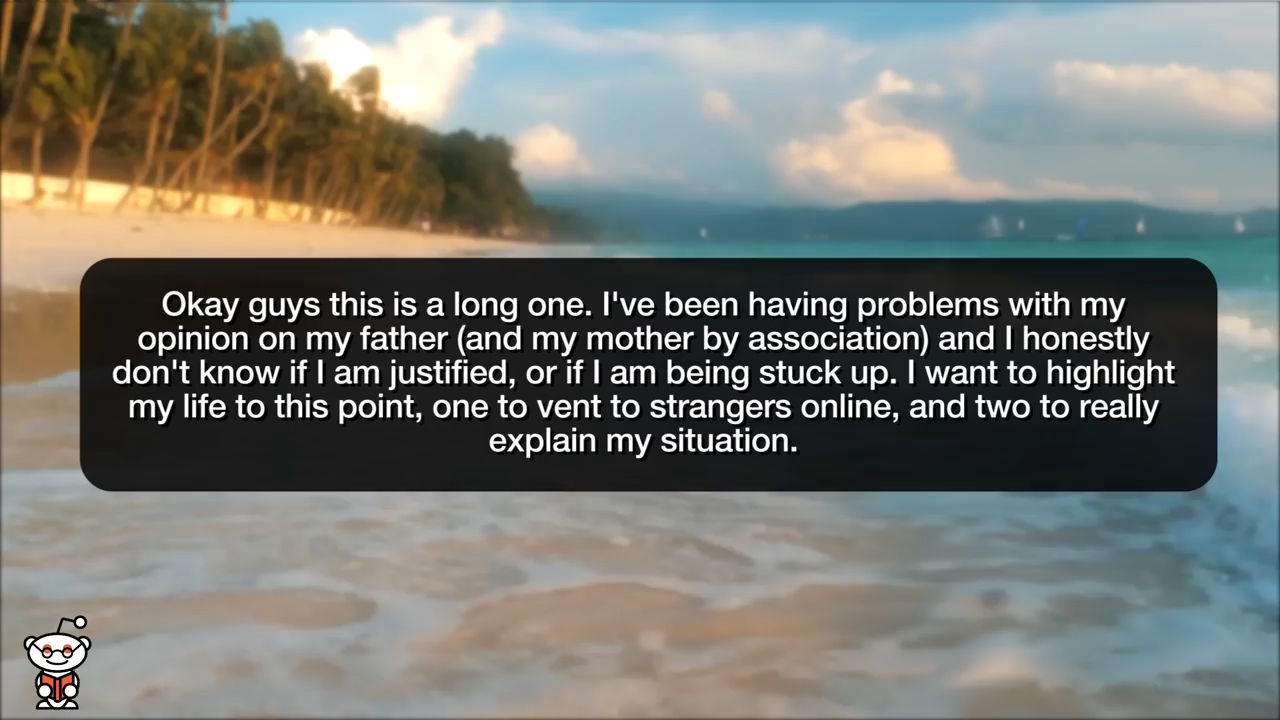 Okay guys this is a long one. I've been having problems with my
opinion on my father (and my mother by association) and I honestly
don't know if I am justified, or if I am being stuck up. I want to highlight
my life to this point, one to vent to strangers online, and two to really
explain my situation.